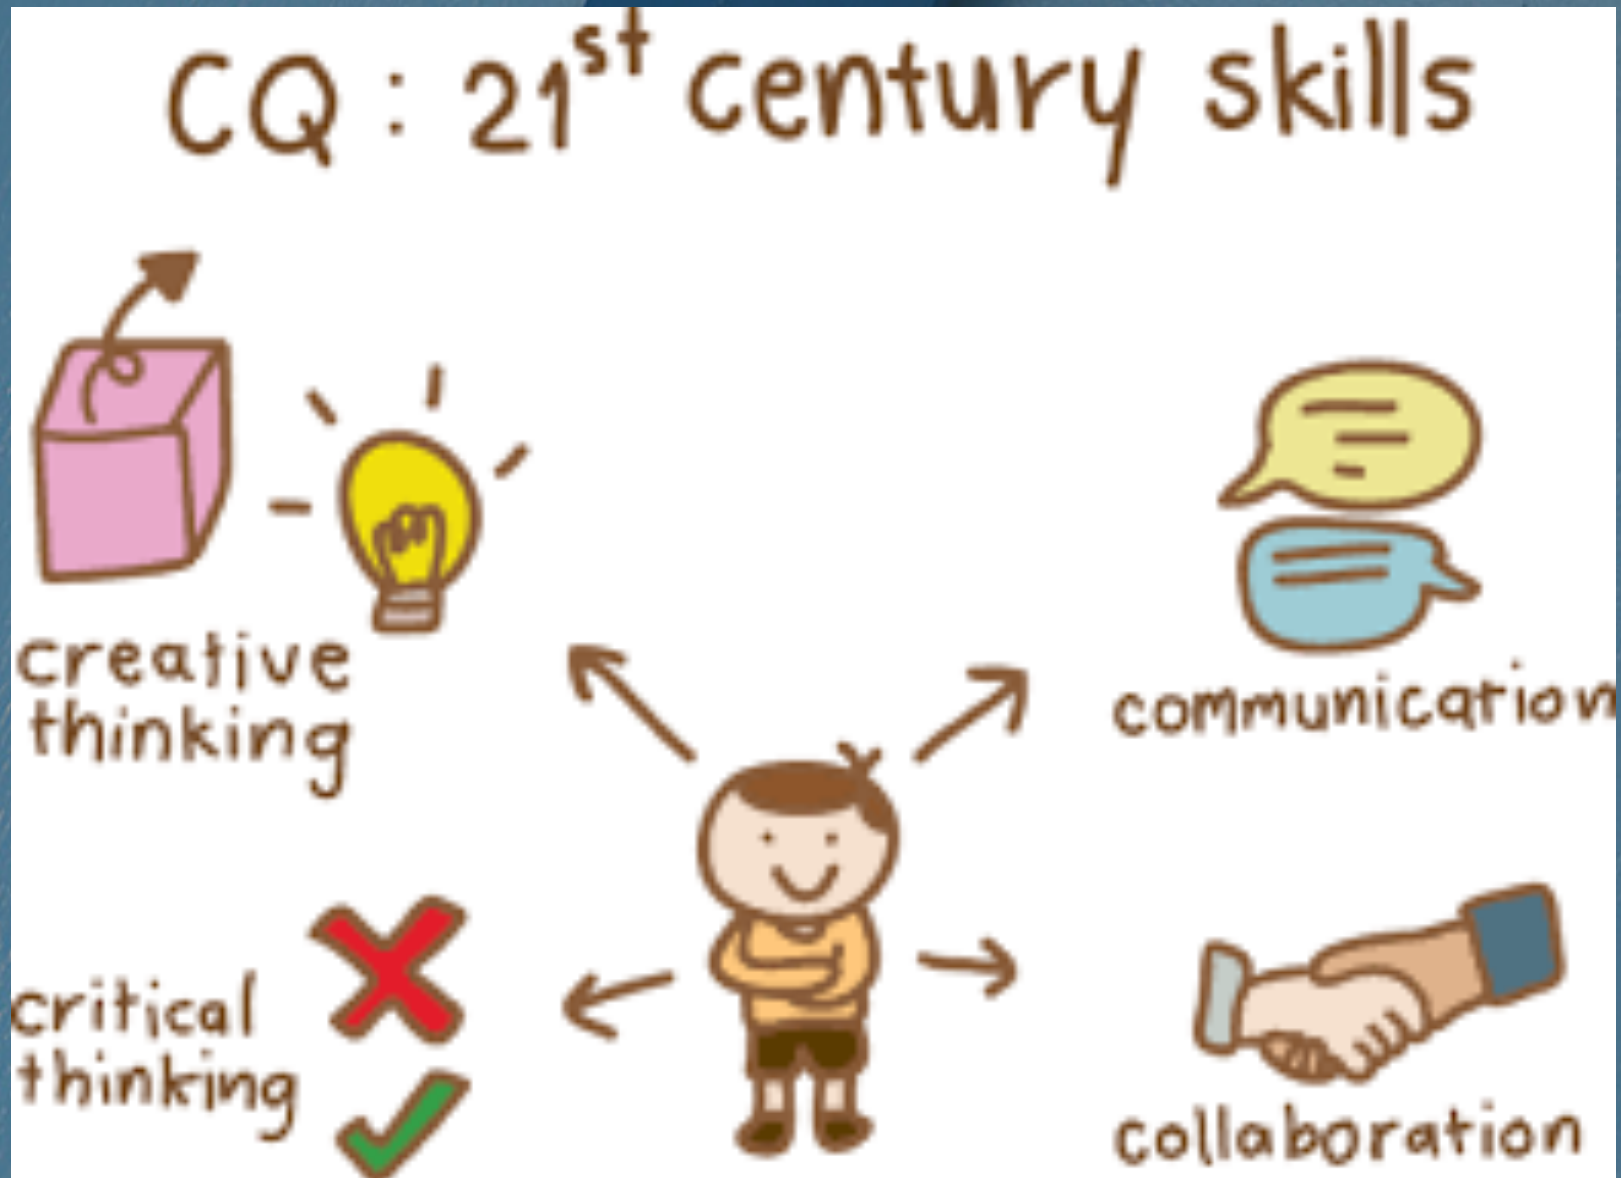 CQ : 21st century skills
creative
thinking
communication
critical
thinking
collaboration